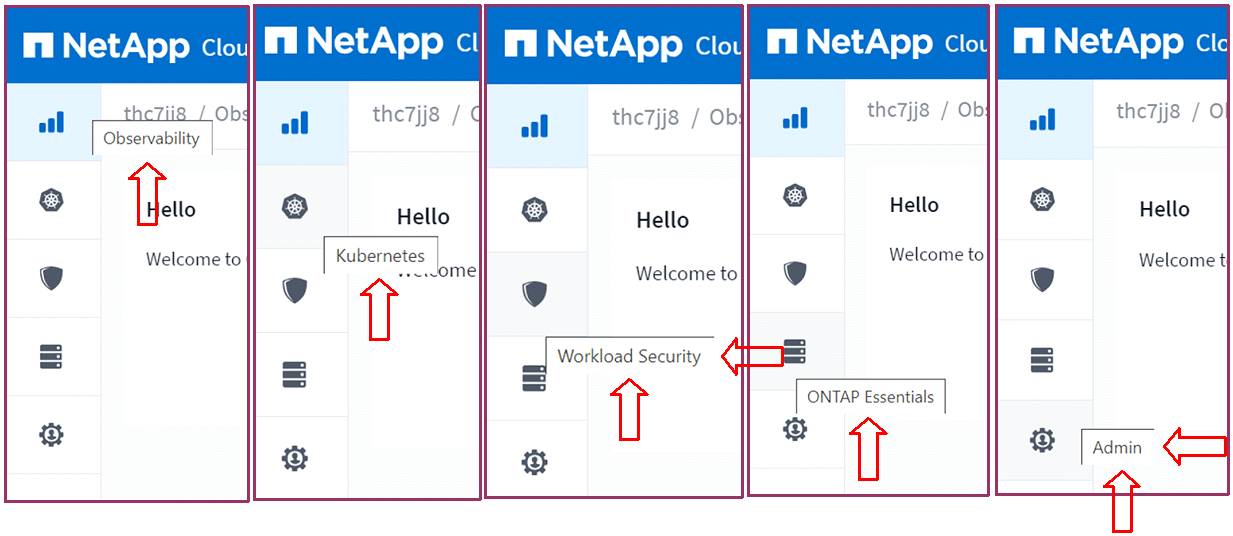 NetApp Clou
thc7jj8 / Obs
Observability
Hello
Welcome to
NetApp Cl
thc7jj8 /
Hello
Kubernetes
Welcome
NetApp Clou
thc7jj8 / Obs
Hello
Welcome to
Workload Security
NetApp Clou
thc7jj8 / Obs
Hello
Welcome to
ONTAP Essentials
NetApp Clo
thc7jj8 /
Hello
Welcome t
Admin